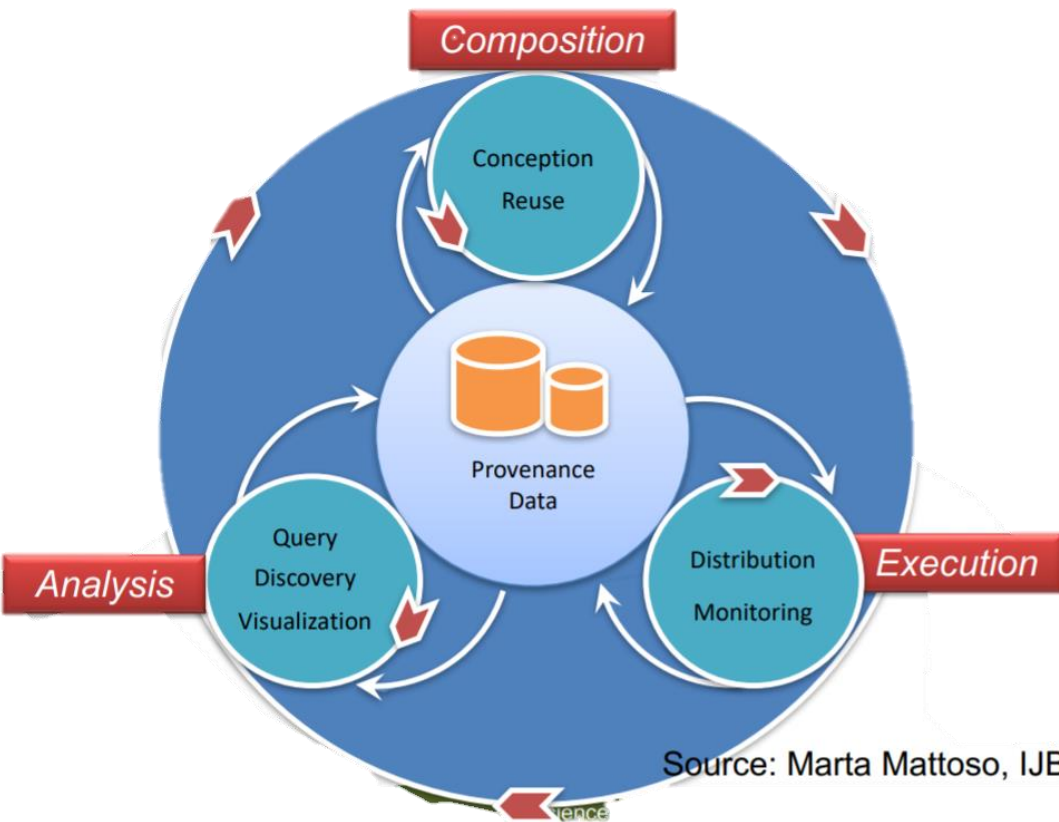 Composition
Conception
Reuse
Provenance
Data
Query
Discovery
Visualization
Analysis
Distribution
Monitoring
Execution
Source: Marta Mattoso, IJB